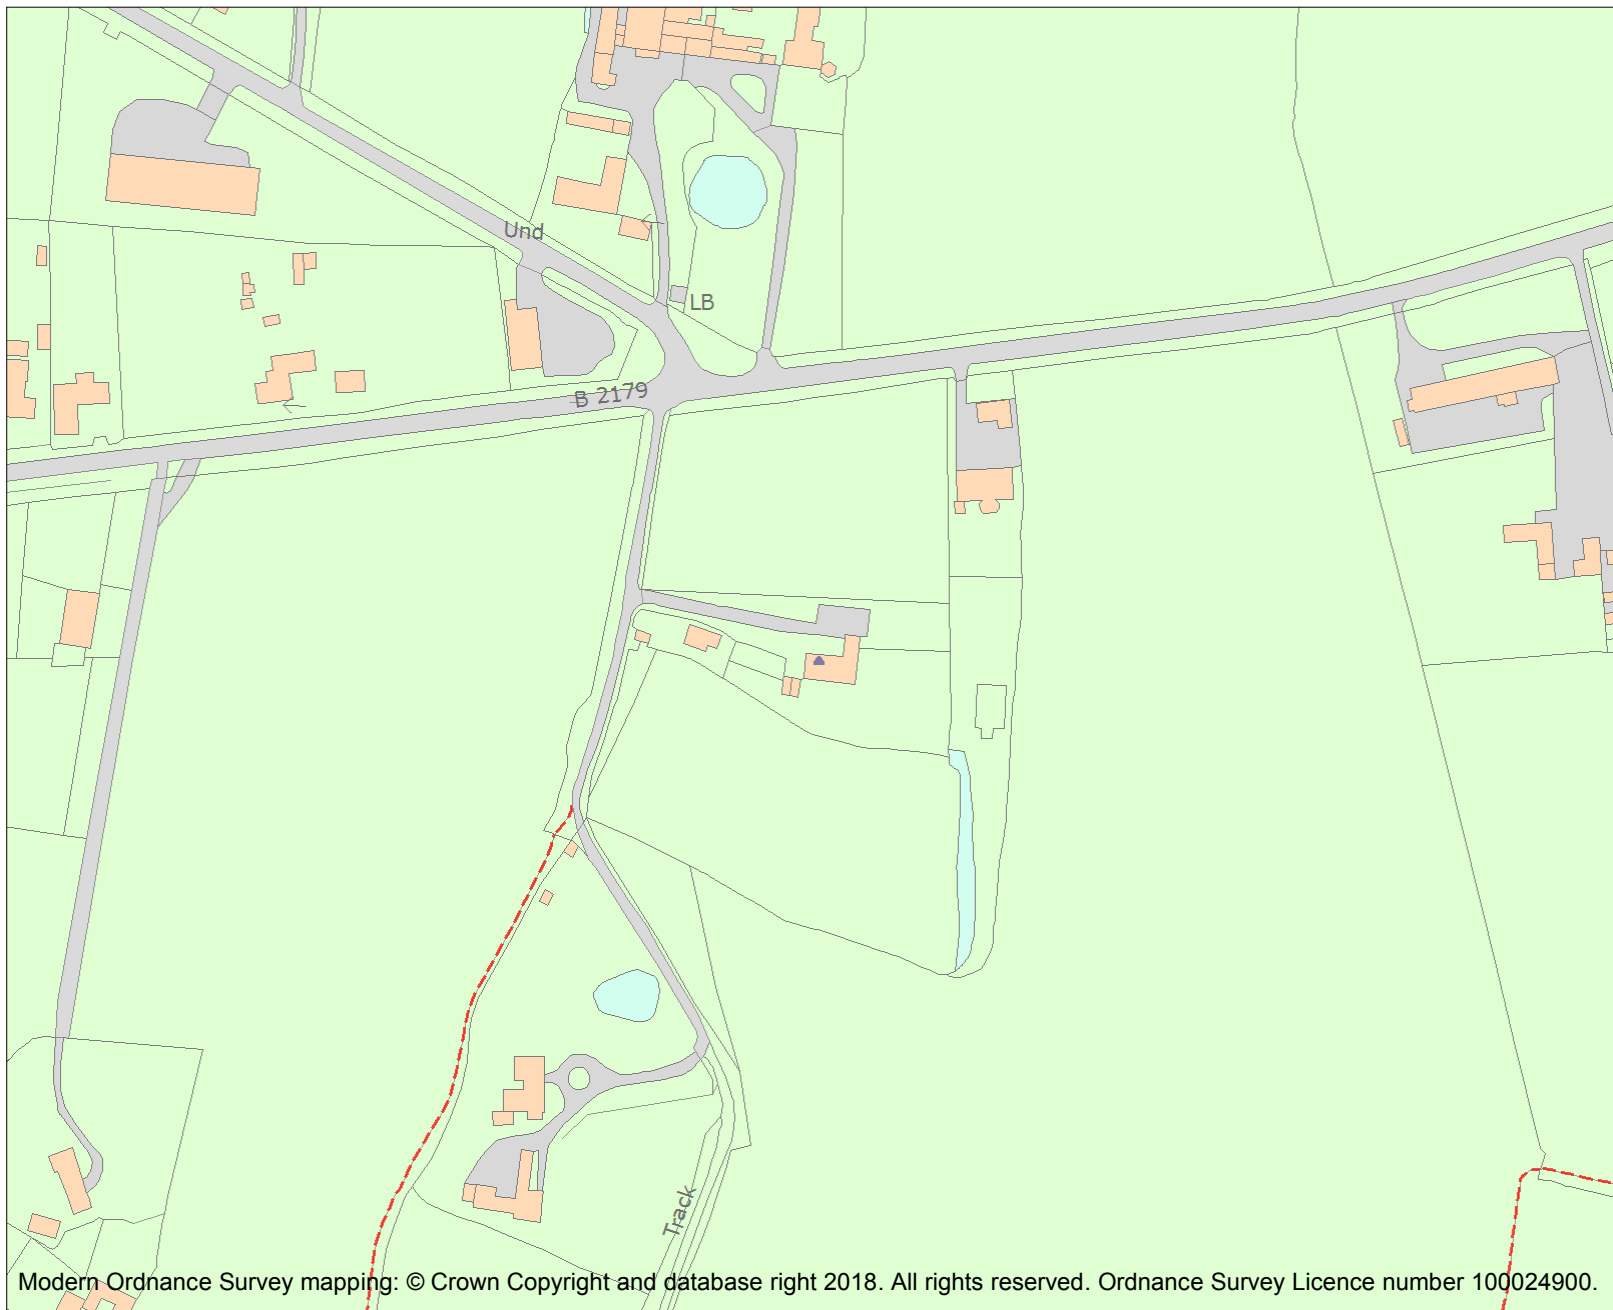 Und
LB
B 2179
Track
Modern Ordnance Survey mapping: © Crown Copyright and database right 2018. All rights reserved. Ordnance Survey Licence number 100024900.